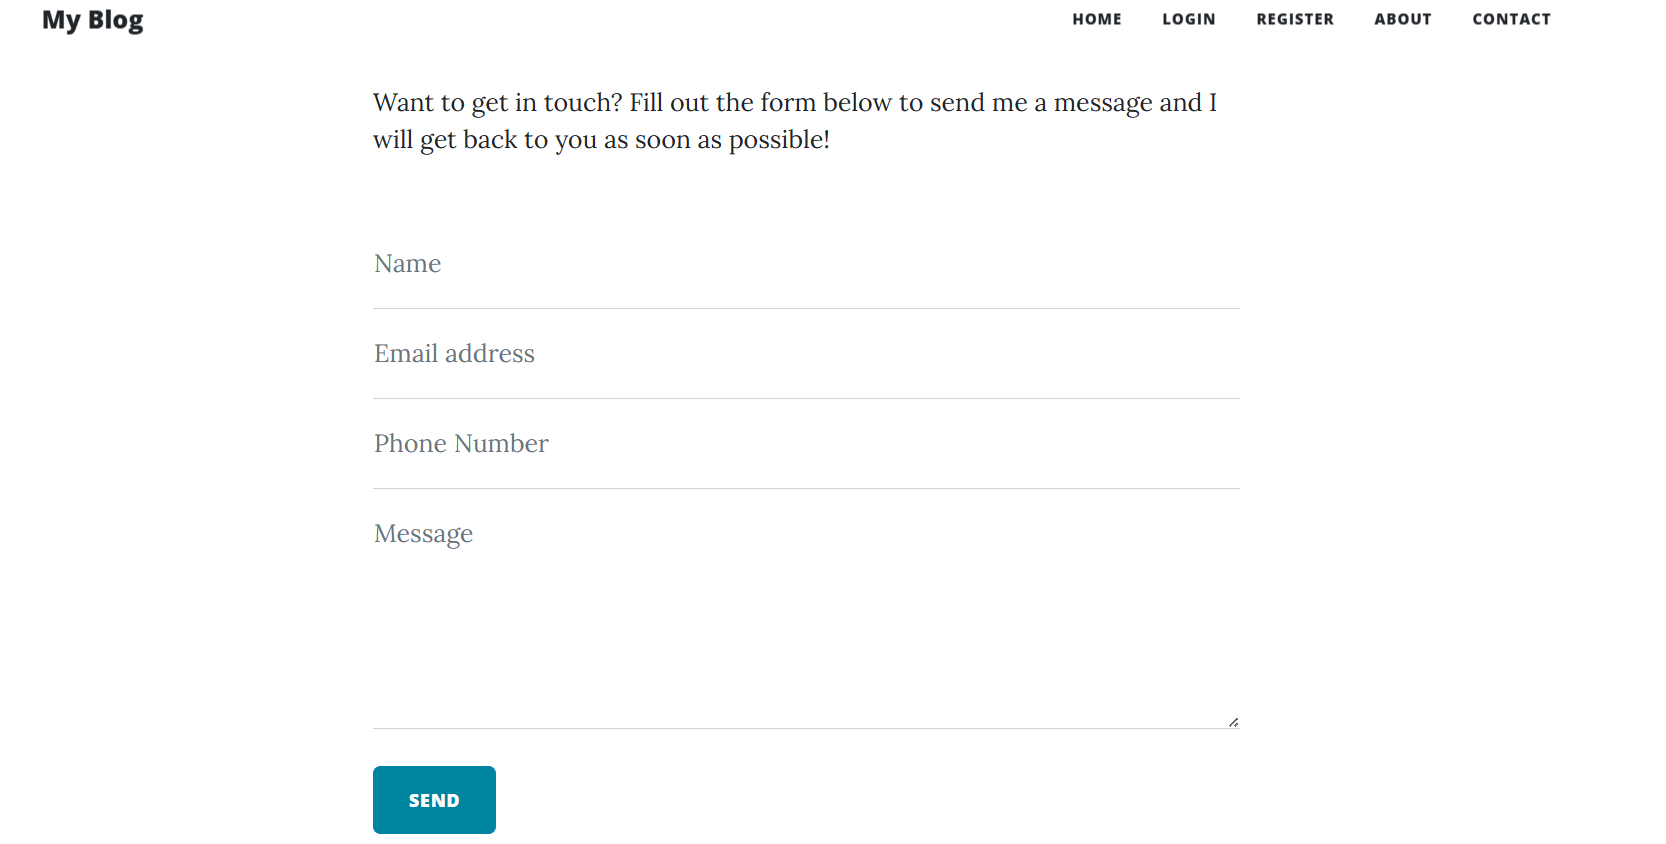 My Blog
HOME LOGIN REGISTER ABOUT CONTACT
Want to get in touch? Fill out the form below to send me a message and I
will get back to you as soon as possible!
Name
Email address
Phone Number
Message
SEND